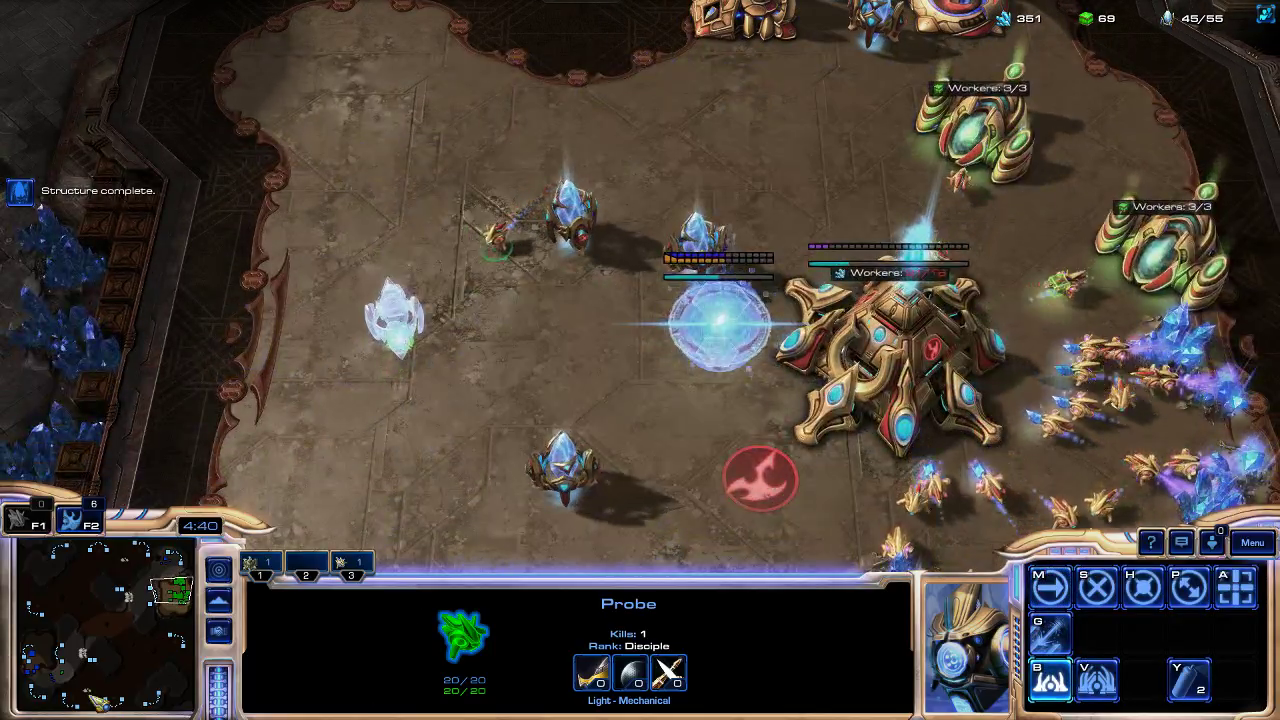 351 69 45/55
Workers: 3/3
Structure complete.
Workers: 3/3
Workers:
0 6
F1 F2
4:40
0
? Menu
1 1
1 2 3
Probe
Kills: 1
Rank: Disciple
20/20
20/20
0 0 0
Light - Mechanical
M S H P A
G
B V Y
2